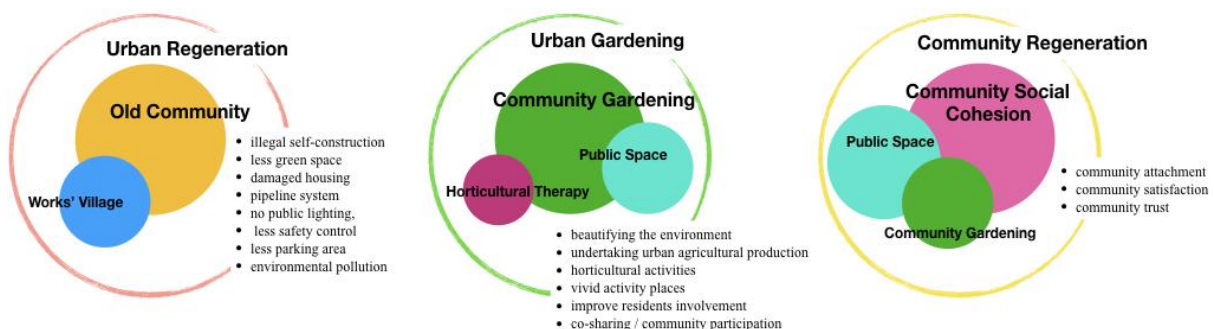 Urban Regeneration
Old Community
Works' Village
• illegal self-construction
• less green space
• damaged housing
• pipeline system
• no public lighting,
• less safety control
• less parking area
• environmental pollution
Urban Gardening
Community Gardening
Public Space
Horticultural Therapy
• beautifying the environment
• undertaking urban agricultural production
• horticultural activities
• vivid activity places
• improve residents involvement
• co-sharing / community participation
Community Regeneration
Community Social
Cohesion
Public Space
Community Gardening
• community attachment
• community satisfaction
• community trust